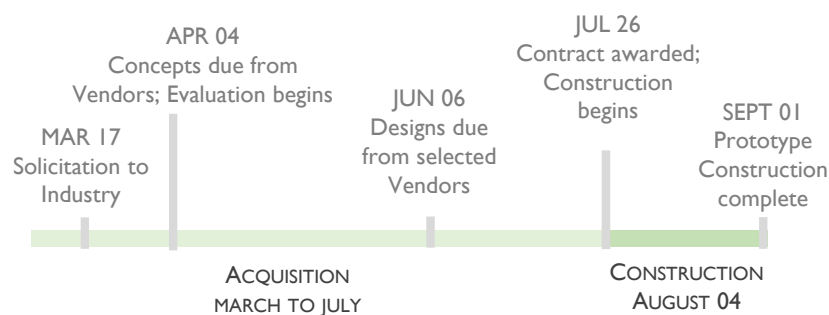 MAR 17
Solicitation to
Industry
APR 04
Concepts due from
Vendors; Evaluation begins
JUN 06
Designs due
from selected
Vendors
JUL 26
Contract awarded;
Construction
begins
SEPT 01
Prototype
Construction
complete
ACQUISITION
MARCH TO JULY
CONSTRUCTION
AUGUST 04